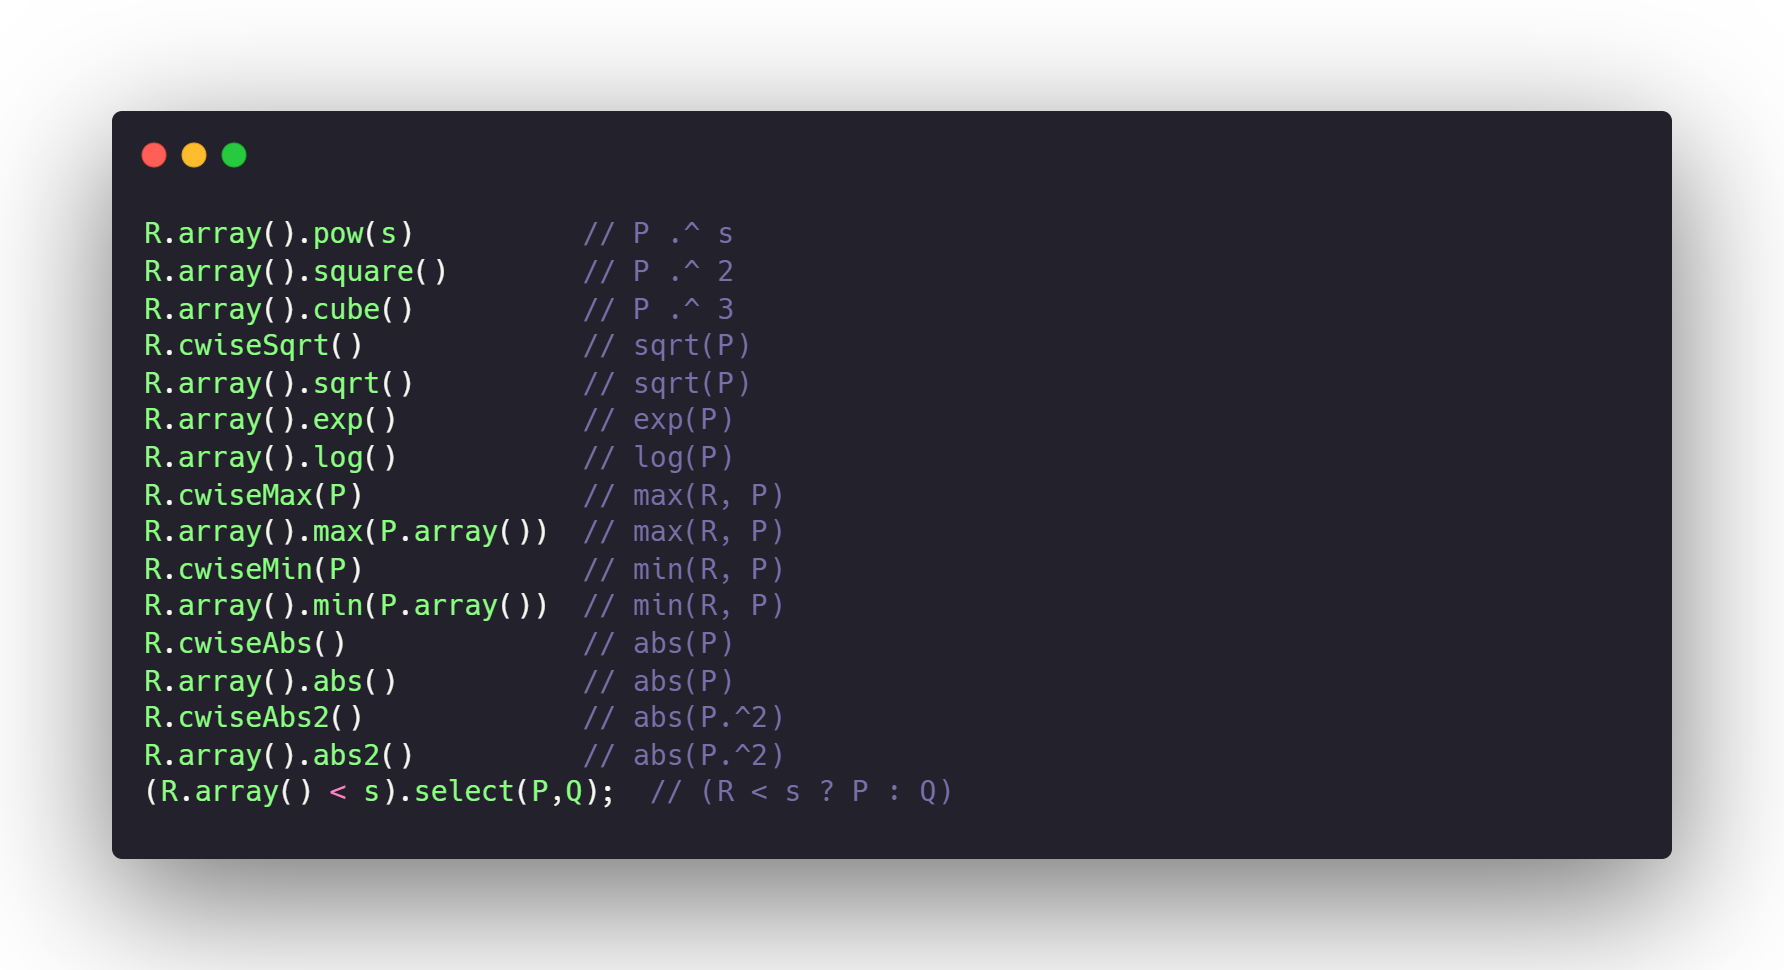 R.array().pow(s)          // P .^ s
R.array().square()        // P .^ 2
R.array().cube()          // P .^ 3
R.cwiseSqrt()             // sqrt(P)
R.array().sqrt()          // sqrt(P)
R.array().exp()           // exp(P)
R.array().log()           // log(P)
R.cwiseMax(P)             // max(R, P)
R.array().max(P.array())  // max(R, P)
R.cwiseMin(P)             // min(R, P)
R.array().min(P.array())  // min(R, P)
R.cwiseAbs()              // abs(P)
R.array().abs()           // abs(P)
R.cwiseAbs2()             // abs(P.^2)
R.array().abs2()          // abs(P.^2)
(R.array() < s).select(P,Q);  // (R < s ? P : Q)